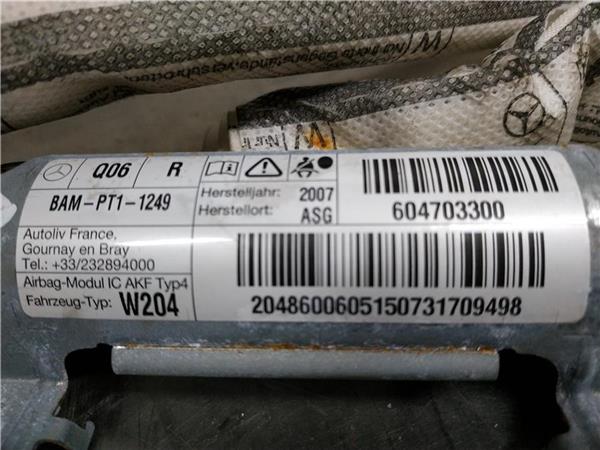 Q06 R
BAM-PT1-1249
Herstelljahr: 2007
Herstellort: ASG
604703300
Autoliv France,
Gournay en Bray
Tel.: +33/232894000
Airbag-Modul IC AKF Typ4
Fahrzeug-Typ: W204
2048600605150731709498